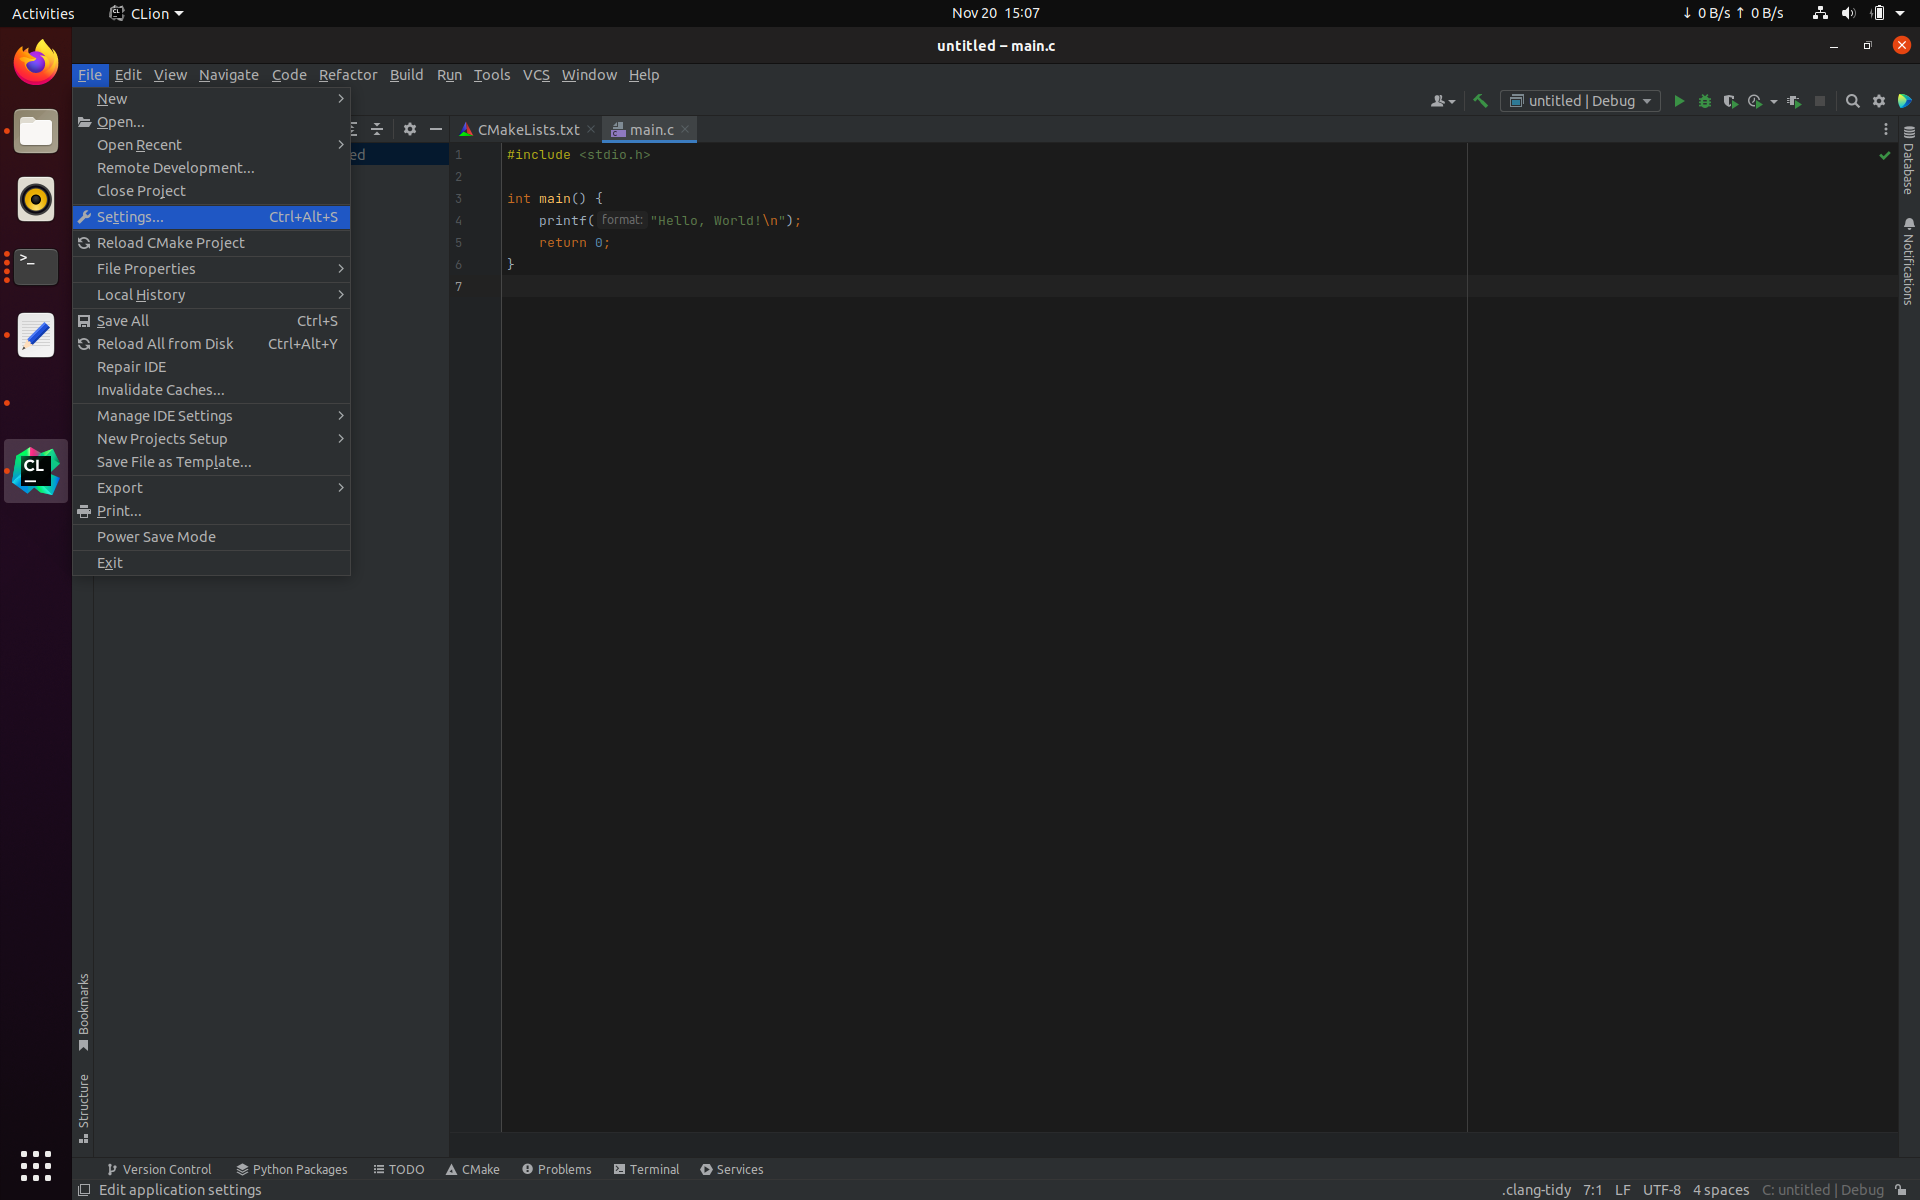 Activities CLion Nov 20 15:07 ↓ 0 B/s ↑ 0 B/s
untitled – main.c
File Edit View Navigate Code Refactor Build Run Tools VCS Window Help
New
Open...
Open Recent
Remote Development...
Close Project
Settings... Ctrl+Alt+S
Reload CMake Project
File Properties
Local History
Save All Ctrl+S
Reload All from Disk Ctrl+Alt+Y
Repair IDE
Invalidate Caches...
Manage IDE Settings
New Projects Setup
Save File as Template...
Export
Print...
Power Save Mode
Exit
untitled | Debug
CMakeLists.txt main.c
ed
1 #include <stdio.h>
2
3 int main() {
4 printf( format: "Hello, World!\n");
5 return 0;
6 }
7
Database
Notifications
CL
Bookmarks
Structure
Version Control Python Packages TODO CMake Problems Terminal Services
Edit application settings .clang-tidy 7:1 LF UTF-8 4 spaces C: untitled | Debug